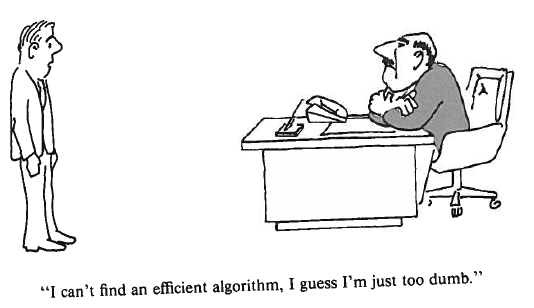 “I can’t find an efficient algorithm, I guess I’m just too dumb.”